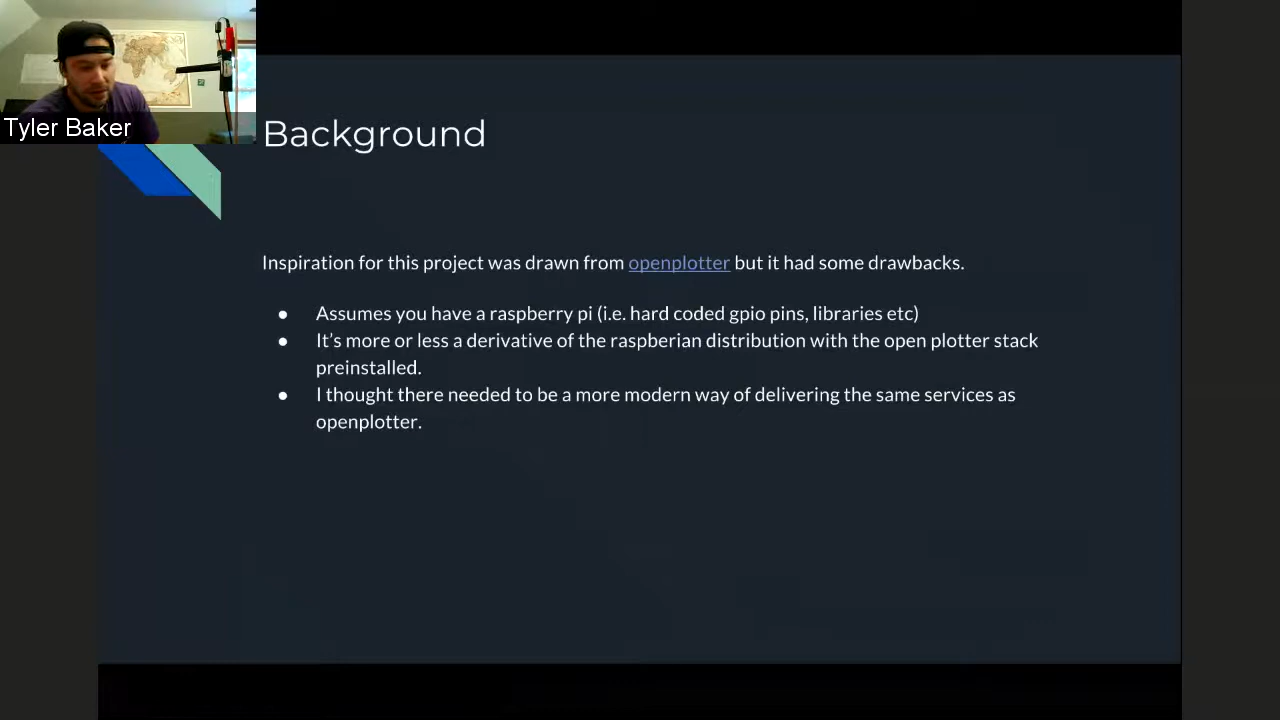 Tyler Baker
Background
Inspiration for this project was drawn from openplotter but it had some drawbacks.
● Assumes you have a raspberry pi (i.e. hard coded gpio pins, libraries etc)
● It’s more or less a derivative of the raspberian distribution with the open plotter stack
preinstalled.
● I thought there needed to be a more modern way of delivering the same services as
openplotter.